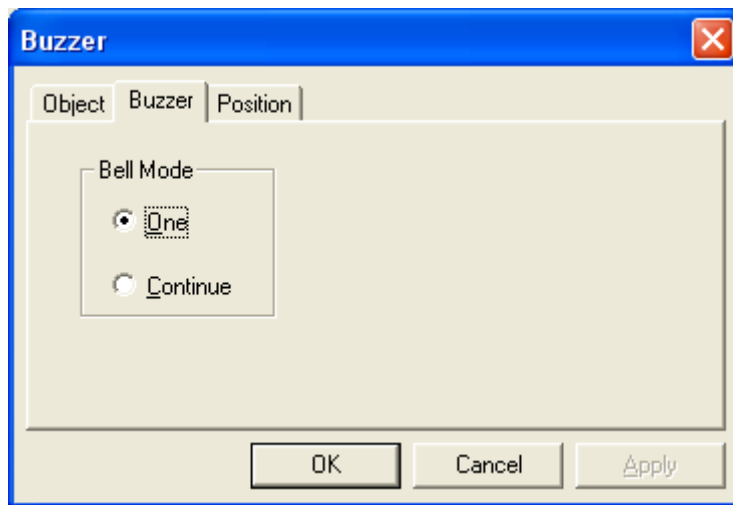 Buzzer
Object Buzzer Position
Bell Mode
One
Continue
OK Cancel Apply